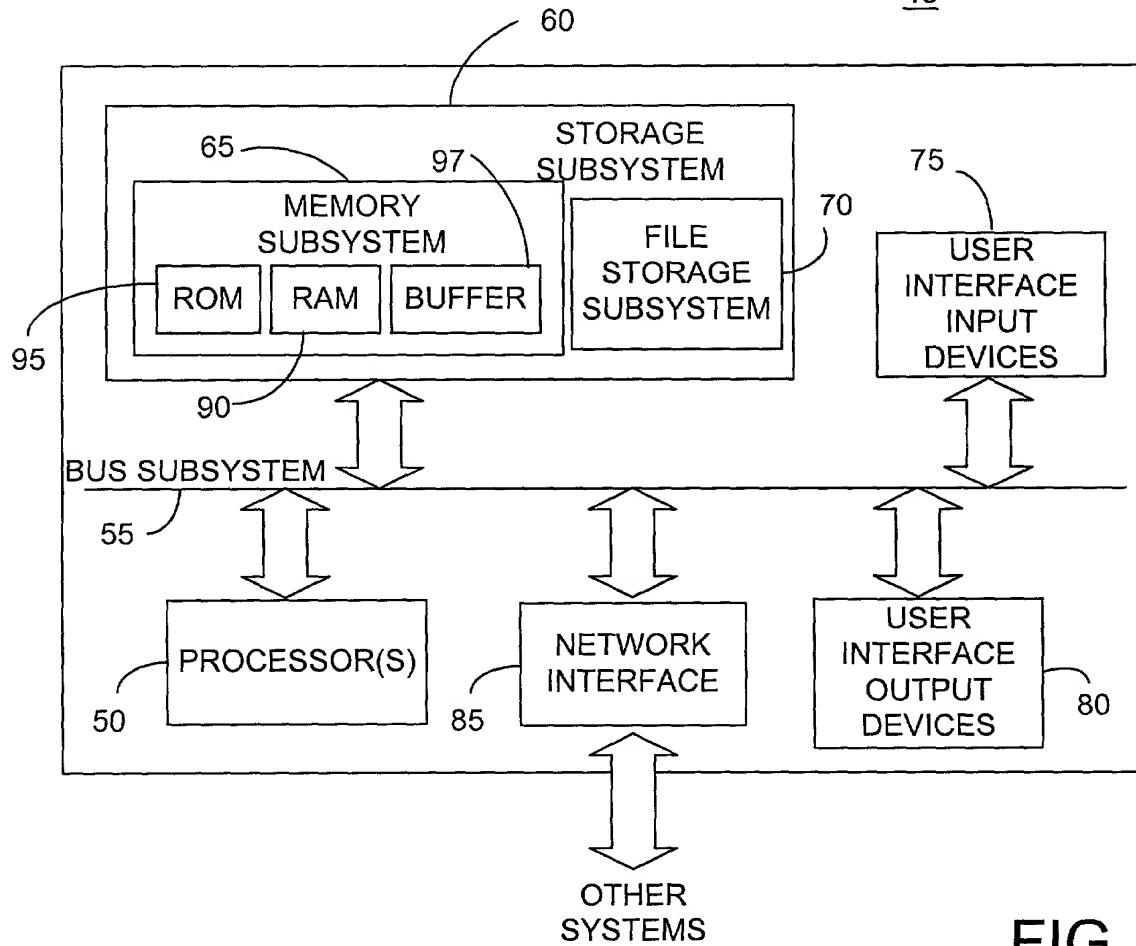 60
STORAGE
SUBSYSTEM
65
97
MEMORY
SUBSYSTEM
ROM
RAM
BUFFER
95
90
70
FILE
STORAGE
SUBSYSTEM
75
USER
INTERFACE
INPUT
DEVICES
BUS SUBSYSTEM
55
PROCESSOR(S)
50
NETWORK
INTERFACE
85
USER
INTERFACE
OUTPUT
DEVICES
80
OTHER
SYSTEMS
FIG